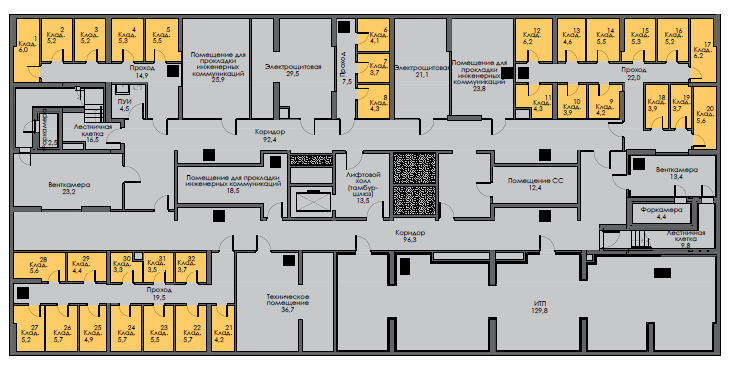 1
Клад.
6,0
2
Клад.
5,2
3
Клад.
5,2
4
Клад.
5,3
5
Клад.
5,5
Проход
14,9
Помещение для
прокладки
инженерных
коммуникаций
25,9
Электрощитовая
29,5
Проход
7,5
6
Клад.
4,1
7
Клад.
3,7
8
Клад.
4,3
Электрощитовая
21,1
Помещение для
прокладки
инженерных
коммуникаций
23,8
12
Клад.
6,2
13
Клад.
4,6
14
Клад.
5,5
15
Клад.
5,3
16
Клад.
5,2
17
Клад.
6,2
Проход
22,0
11
Клад.
4,3
10
Клад.
3,9
9
Клад.
4,2
18
Клад.
3,9
19
Клад.
3,7
20
Клад.
5,6
ПУИ
4,5
Форкамера
2,5
Лестничная
клетка
16,5
Коридор
92,4
Венткамера
23,2
Помещение для прокладки
инженерных коммуникаций
18,5
Лифтовой
холл
(тамбур-
шлюз)
13,5
Помещение СС
12,4
Венткамера
13,4
Форкамера
4,4
Лестничная
клетка
9,8
Коридор
96,3
28
Клад.
5,6
29
Клад.
4,4
30
Клад.
3,3
31
Клад.
3,5
32
Клад.
3,7
Проход
19,5
27
Клад.
5,2
26
Клад.
5,7
25
Клад.
4,9
24
Клад.
5,7
23
Клад.
5,5
22
Клад.
5,7
21
Клад.
4,2
Техническое
помещение
36,7
ИТП
129,8